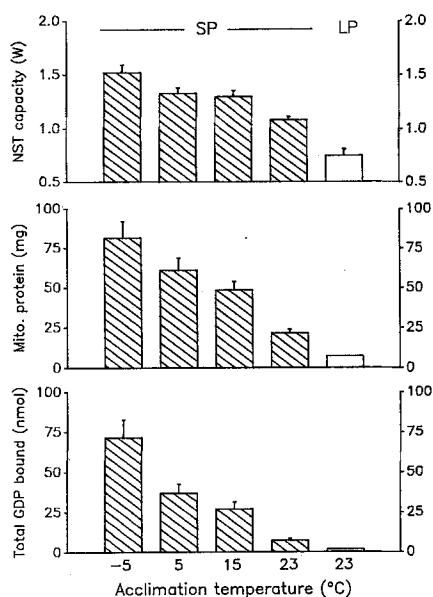 SP LP
NST capacity (W)
2.0 2.0
1.5 1.5
1.0 1.0
0.5 0.5
Mito. protein (mg)
100 100
75 75
50 50
25 25
0 0
Total GDP bound (nmol)
100 100
75 75
50 50
25 25
0 0
-5 5 15 23 23
Acclimation temperature (°C)